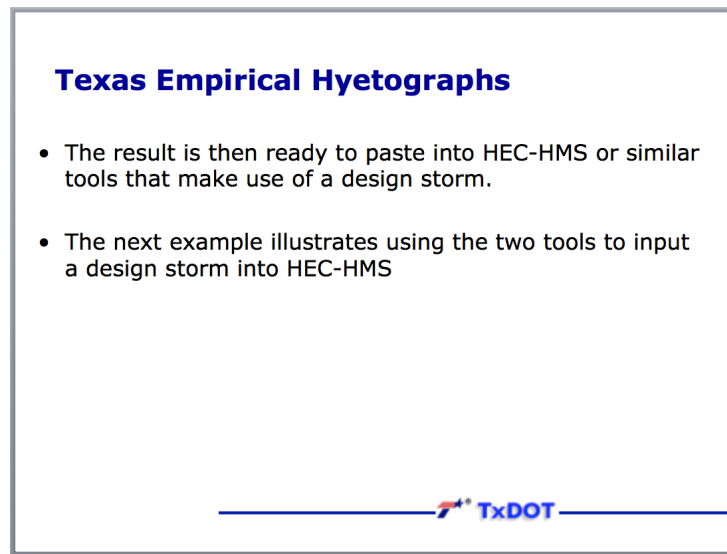 Texas Empirical Hyetographs
• The result is then ready to paste into HEC-HMS or similar
tools that make use of a design storm.
• The next example illustrates using the two tools to input
a design storm into HEC-HMS
® TxDOT